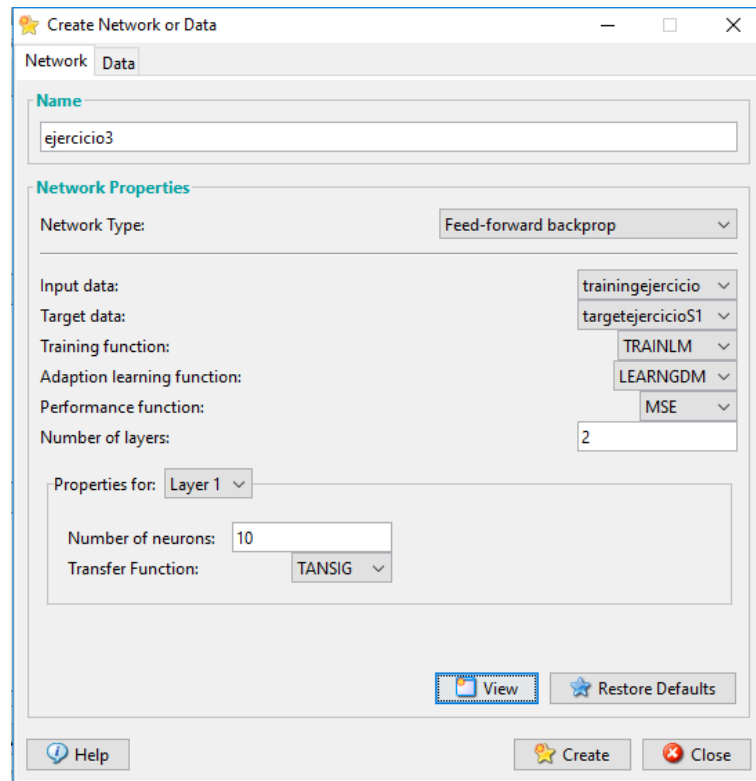 Create Network or Data
Network Data
Name
ejercicio3
Network Properties
Network Type: Feed-forward backprop
Input data: trainingejercicio
Target data: targetejercicioS1
Training function: TRAINLM
Adaption learning function: LEARNGDM
Performance function: MSE
Number of layers: 2
Properties for: Layer 1
Number of neurons: 10
Transfer Function: TANSIG
View Restore Defaults
Help Create Close